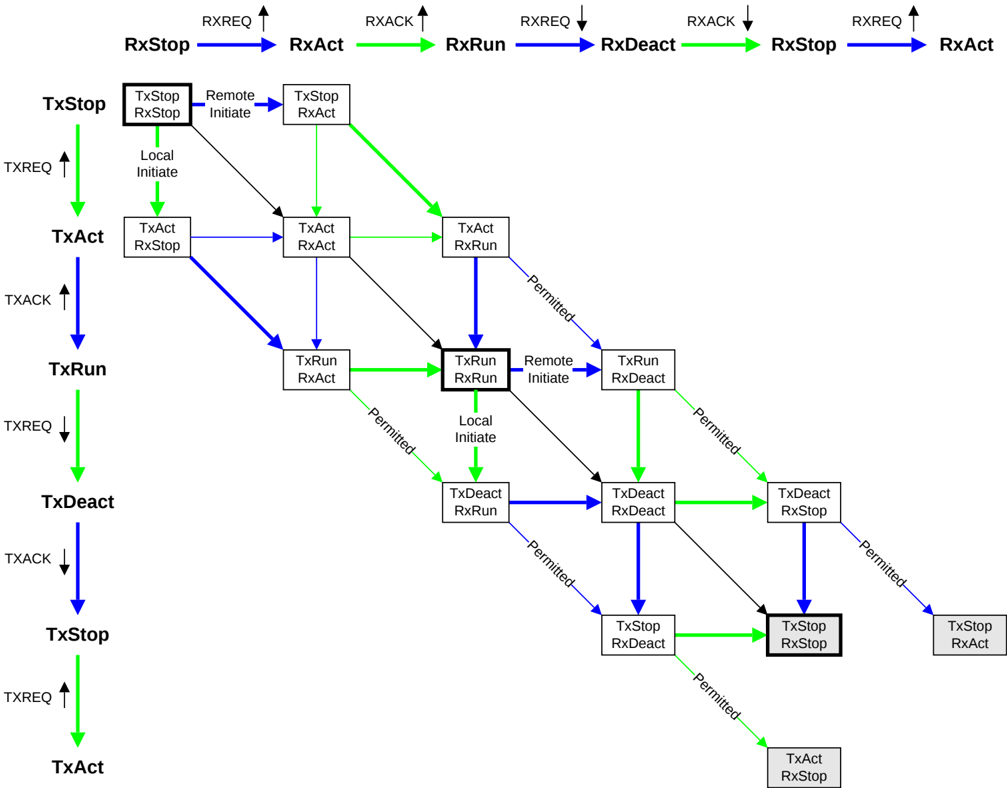 RXREQ
RXACK
RXREQ
RXACK
RXREQ
RxStop
RxAct
RxRun
RxDeact
RxStop
RxAct
TxStop
TxStop
RxStop
Remote
Initiate
TxStop
RxAct
TXREQ
Local
Initiate
TxAct
TxAct
RxStop
TxAct
RxAct
TxAct
RxRun
TXACK
Permitted
TxRun
TxRun
RxAct
TxRun
RxRun
Remote
Initiate
TxRun
RxDeact
TXREQ
Permitted
Local
Initiate
Permitted
TxDeact
TxDeact
RxRun
TxDeact
RxDeact
TxDeact
RxStop
TXACK
Permitted
Permitted
TxStop
TxStop
RxDeact
TxStop
RxStop
TxStop
RxAct
TXREQ
Permitted
TxAct
TxAct
RxStop